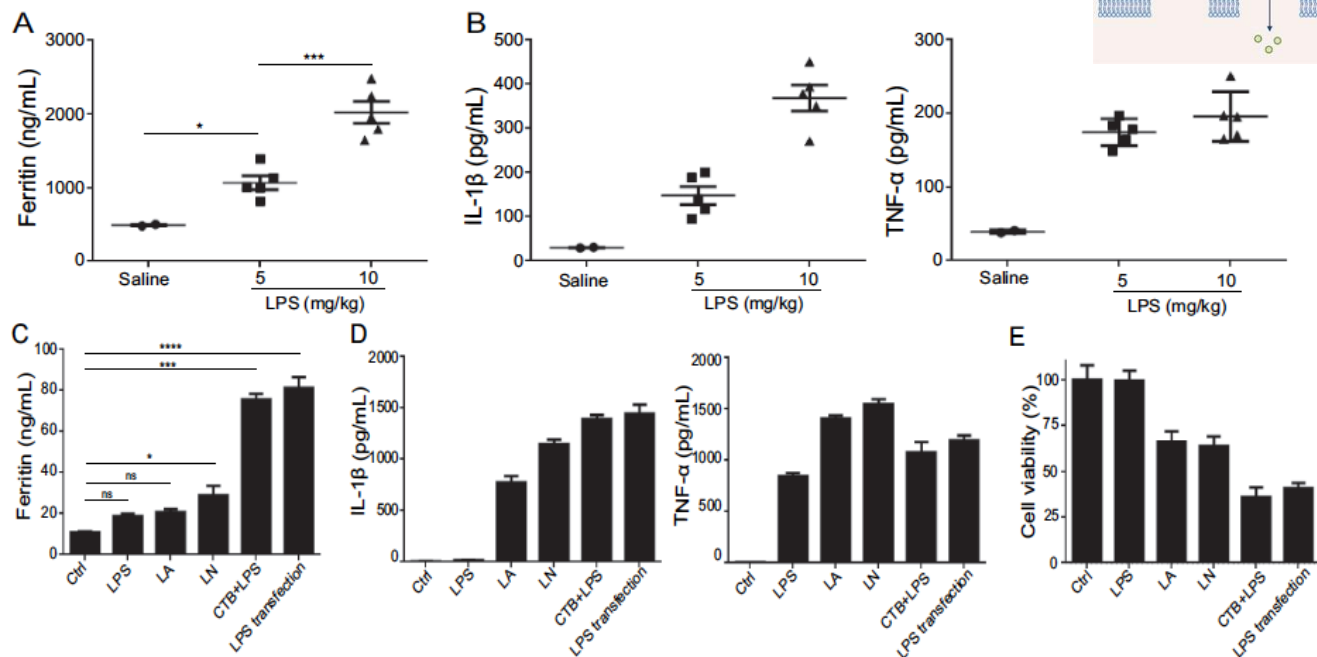 A
Ferritin (ng/mL)
3000
2000
1000
0
*
***
Saline
5
10
LPS (mg/kg)
B
IL-1β (pg/mL)
500
400
300
200
100
0
Saline
5
10
LPS (mg/kg)
TNF-α (pg/mL)
300
200
100
0
Saline
5
10
LPS (mg/kg)
C
Ferritin (ng/mL)
100
80
60
40
20
0
****
***
*
ns
ns
Ctrl
LPS
LA
LN
CTB+LPS
LPS transfection
D
IL-1β (pg/mL)
2000
1500
1000
500
0
Ctrl
LPS
LA
LN
CTB+LPS
LPS transfection
TNF-α (pg/mL)
2000
1500
1000
500
0
Ctrl
LPS
LA
LN
CTB+LPS
LPS transfection
E
Cell viability (%)
100
75
50
25
0
Ctrl
LPS
LA
LN
CTB+LPS
LPS transfection